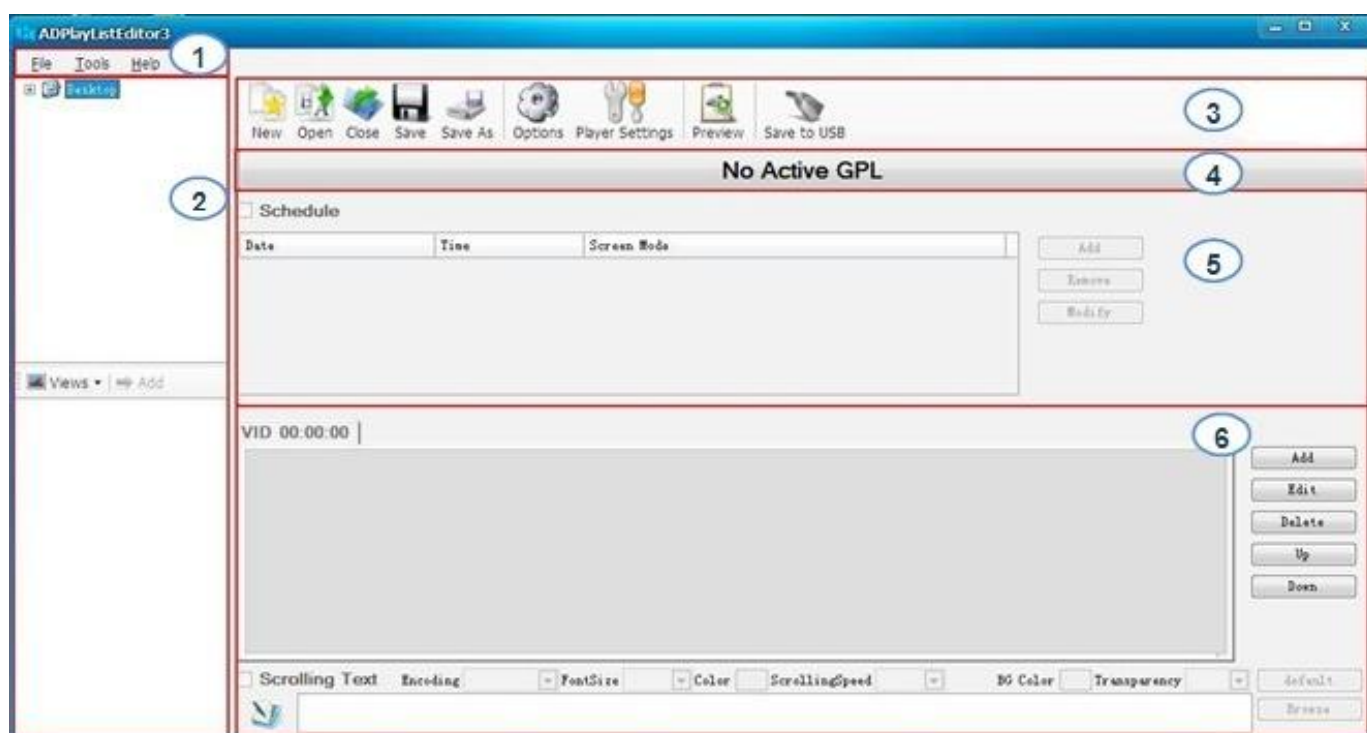 ADPlayListEditor3
File Tools Help
1
Desktop
New Open Close Save Save As Options Player Settings Preview Save to USB
3
No Active GPL
4
2
Schedule
Date Time Screen Mode
Add
5
Remove
Modify
Views Add
VID 00:00:00
6
Add
Edit
Delete
Up
Down
Scrolling Text Encoding FontSize Color ScrollingSpeed BG Color Transparency default
Browse